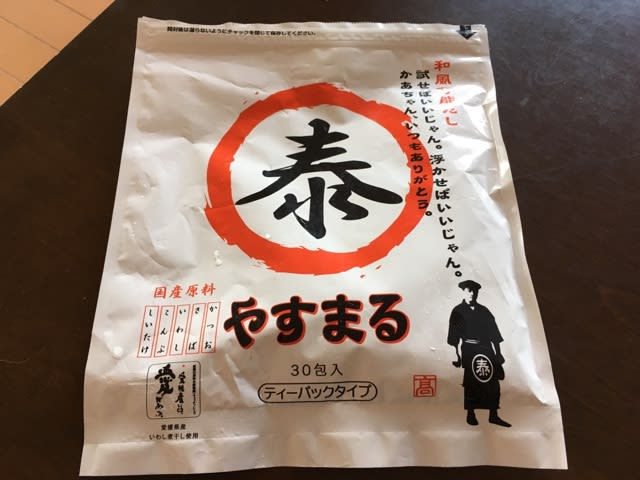 開封後は湿らないようにチャックを閉じて保存してください。
和風万能だし
試せばいいじゃん。浮かせばいいじゃん。
かあちゃん、いつもありがとう。
泰
国産原料
かつお
さば
いわし
こんぶ
しいたけ
やすまる
30包入
ティーパックタイプ
愛媛県産
いわし煮干し使用
高
泰